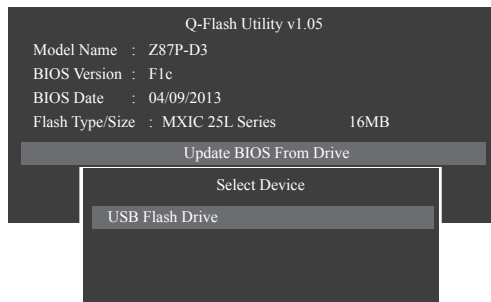 Q-Flash Utility v1.05
Model Name : Z87P-D3
BIOS Version : F1c
BIOS Date : 04/09/2013
Flash Type/Size : MXIC 25L Series 16MB
Update BIOS From Drive
Select Device
USB Flash Drive